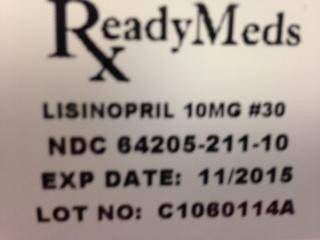 ReadyMeds
LISINOPRIL 10MG #30
NDC 64205-211-10
EXP DATE: 11/2015
LOT NO: C1060114A